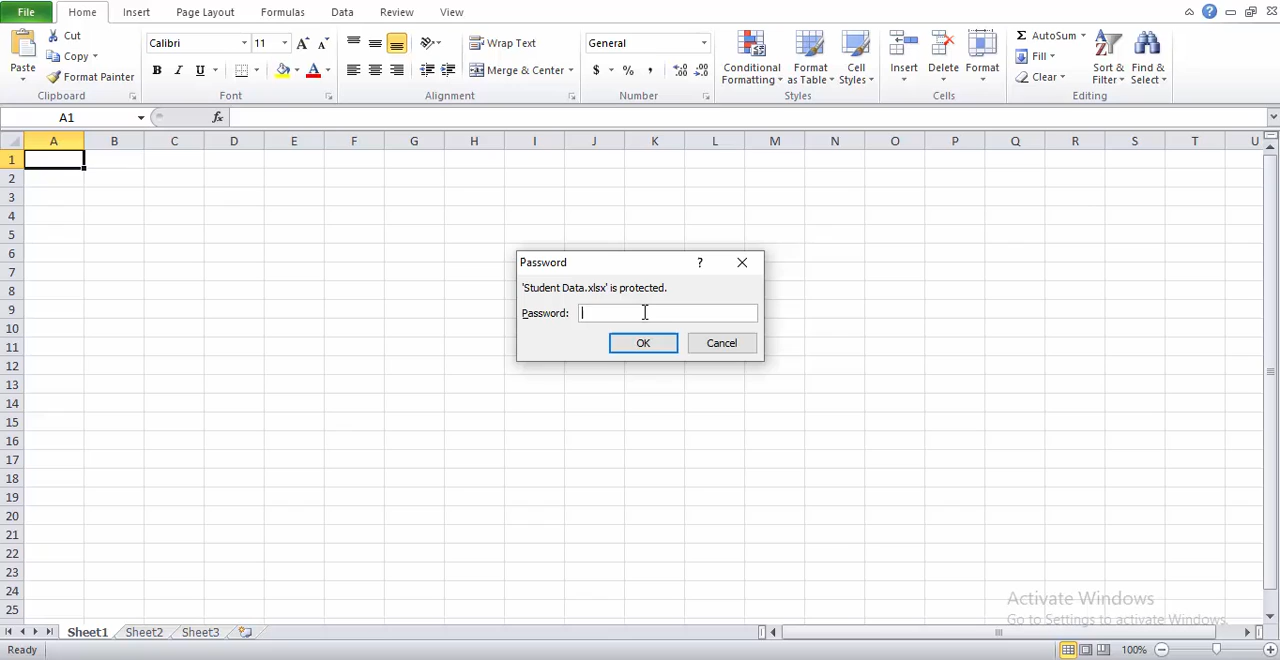 File Home Insert Page Layout Formulas Data Review View
Cut
Copy
Format Painter
Paste
Clipboard
Calibri 11
B I U A
Font
Wrap Text
Merge & Center
Alignment
General
$ % ,
Number
Conditional Formatting
Format as Table
Cell Styles
Styles
Insert Delete Format
Cells
Σ AutoSum
Fill
Clear
Sort & Filter
Find & Select
Editing
A1 fx
A B C D E F G H I J K L M N O P Q R S T U
1
2
3
4
5
6
7
8
9
10
11
12
13
14
15
16
17
18
19
20
21
22
23
24
25
Password ?
'Student Data.xlsx' is protected.
Password:
OK Cancel
Activate Windows
Go to Settings to activate Windows.
Sheet1 Sheet2 Sheet3
Ready 100%